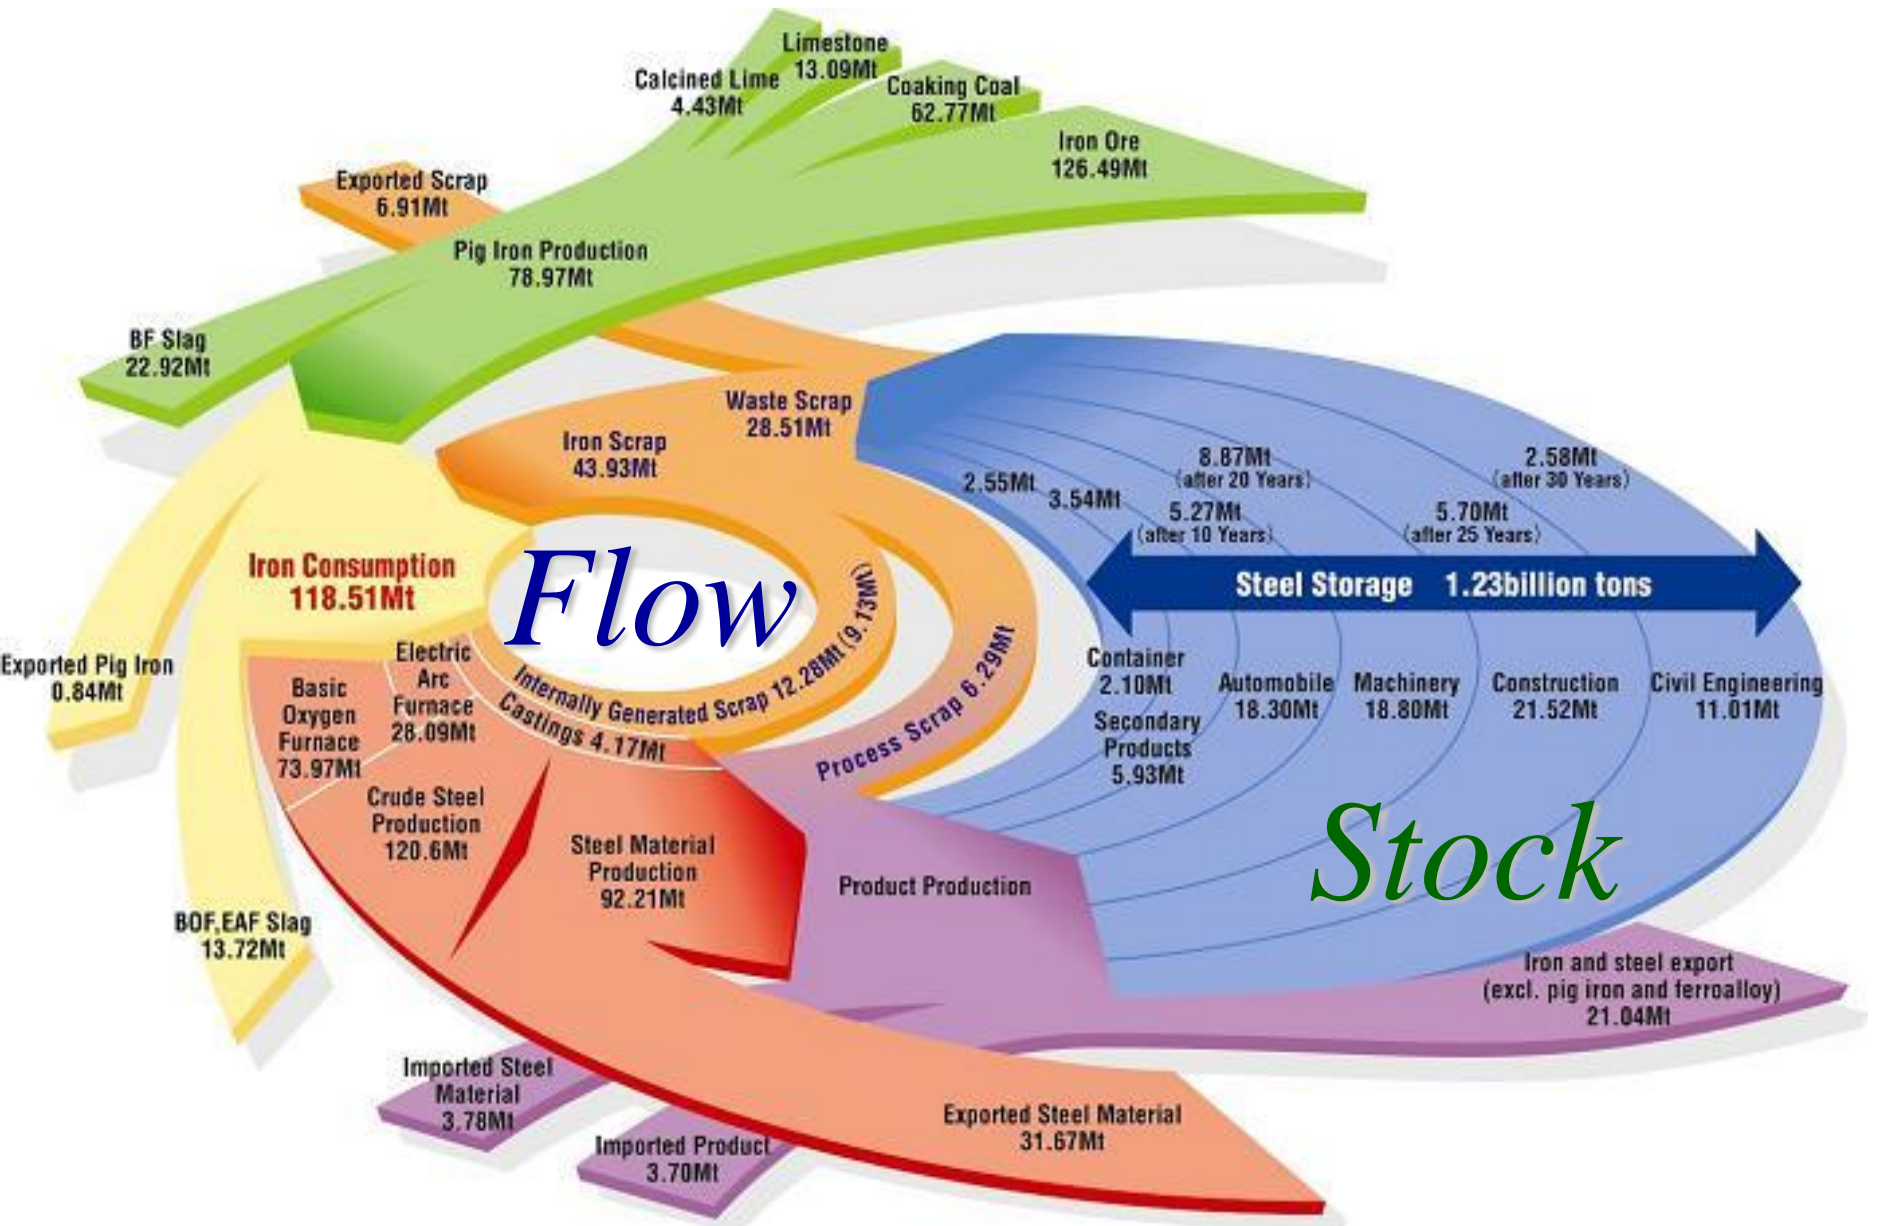 Limestone
13.09Mt
Calcined Lime
4.43Mt
Coaking Coal
62.77Mt
Iron Ore
126.49Mt
Exported Scrap
6.91Mt
Pig Iron Production
78.97Mt
BF Slag
22.92Mt
Waste Scrap
28.51Mt
Iron Scrap
43.93Mt
2.55Mt
3.54Mt
8.87Mt
(after 20 Years)
5.27Mt
(after 10 Years)
2.58Mt
(after 30 Years)
5.70Mt
(after 25 Years)
Iron Consumption
118.51Mt
Flow
Steel Storage 1.23billion tons
Exported Pig Iron
0.84Mt
Basic
Oxygen
Furnace
73.97Mt
Electric
Arc
Furnace
28.09Mt
Internally Generated Scrap 12.28Mt (9.13Mt)
Castings 4.17Mt
Process Scrap 6.29Mt
Container
2.10Mt
Secondary
Products
5.93Mt
Automobile
18.30Mt
Machinery
18.80Mt
Construction
21.52Mt
Civil Engineering
11.01Mt
Crude Steel
Production
120.6Mt
Steel Material
Production
92.21Mt
Product Production
Stock
BOF,EAF Slag
13.72Mt
Iron and steel export
(excl. pig iron and ferroalloy)
21.04Mt
Imported Steel
Material
3.78Mt
Imported Product
3.70Mt
Exported Steel Material
31.67Mt